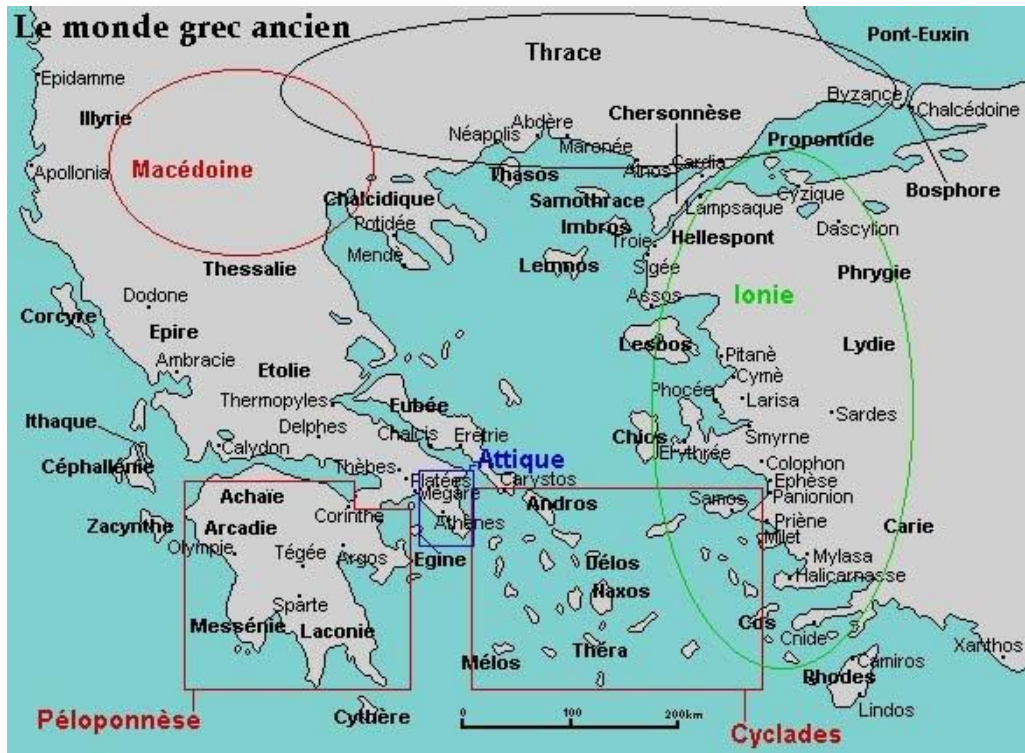 Le monde grec ancien
Pont-Euxin
Thrace
Epidamme
Byzance
Chalcédoine
Illyrie
Chersonnèse
Abdère
Néapolis
Maronée
Propontide
Macédoine
Apollonia
Thasos
Ainos
Cardia
Bosphore
Chalcidique
Samothrace
Lampsaque
Cyzique
Potidée
Imbros
Troie
Hellespont
Dascylion
Mendè
Thessalie
Lemnos
Sigée
Phrygie
Dodone
Assos
Ionie
Corcyre
Epire
Lesbos
Lydie
Ambracie
Pitanè
Etolie
Cymè
Thermopyles
Eubée
Phocée
Larisa
Sardes
Ithaque
Delphes
Chalcis
Erétrie
Chios
Smyrne
Calydon
Erythrée
Céphallénie
Thèbes
Attique
Colophon
Platées
Carystos
Ephèse
Achaïe
Mégare
Andros
Samos
Panionion
Corinthe
Zacynthe
Arcadie
Athènes
Priène
Carie
Milet
Olympie
Tégée
Argos
Egine
Délos
Mylasa
Halicarnasse
Naxos
Sparte
Messénie
Laconie
Cos
Cnide
Mélos
Théra
Xanthos
Camiros
Rhodes
Lindos
Péloponnèse
Cythère
0 100 200km
Cyclades